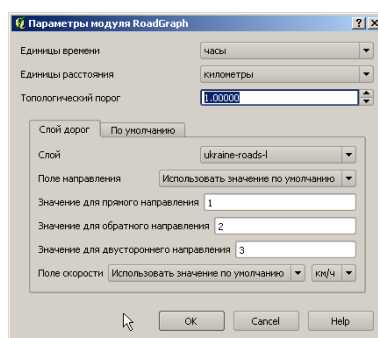 Параметры модуля RoadGraph
Единицы времени часы
Единицы расстояния километры
Топологический порог 1.00000
Слой дорог По умолчанию
Слой ukraine-roads-l
Поле направления Использовать значение по умолчанию
Значение для прямого направления 1
Значение для обратного направления 2
Значение для двустороннего направления 3
Поле скорости Использовать значение по умолчанию км/ч
OK Cancel Help